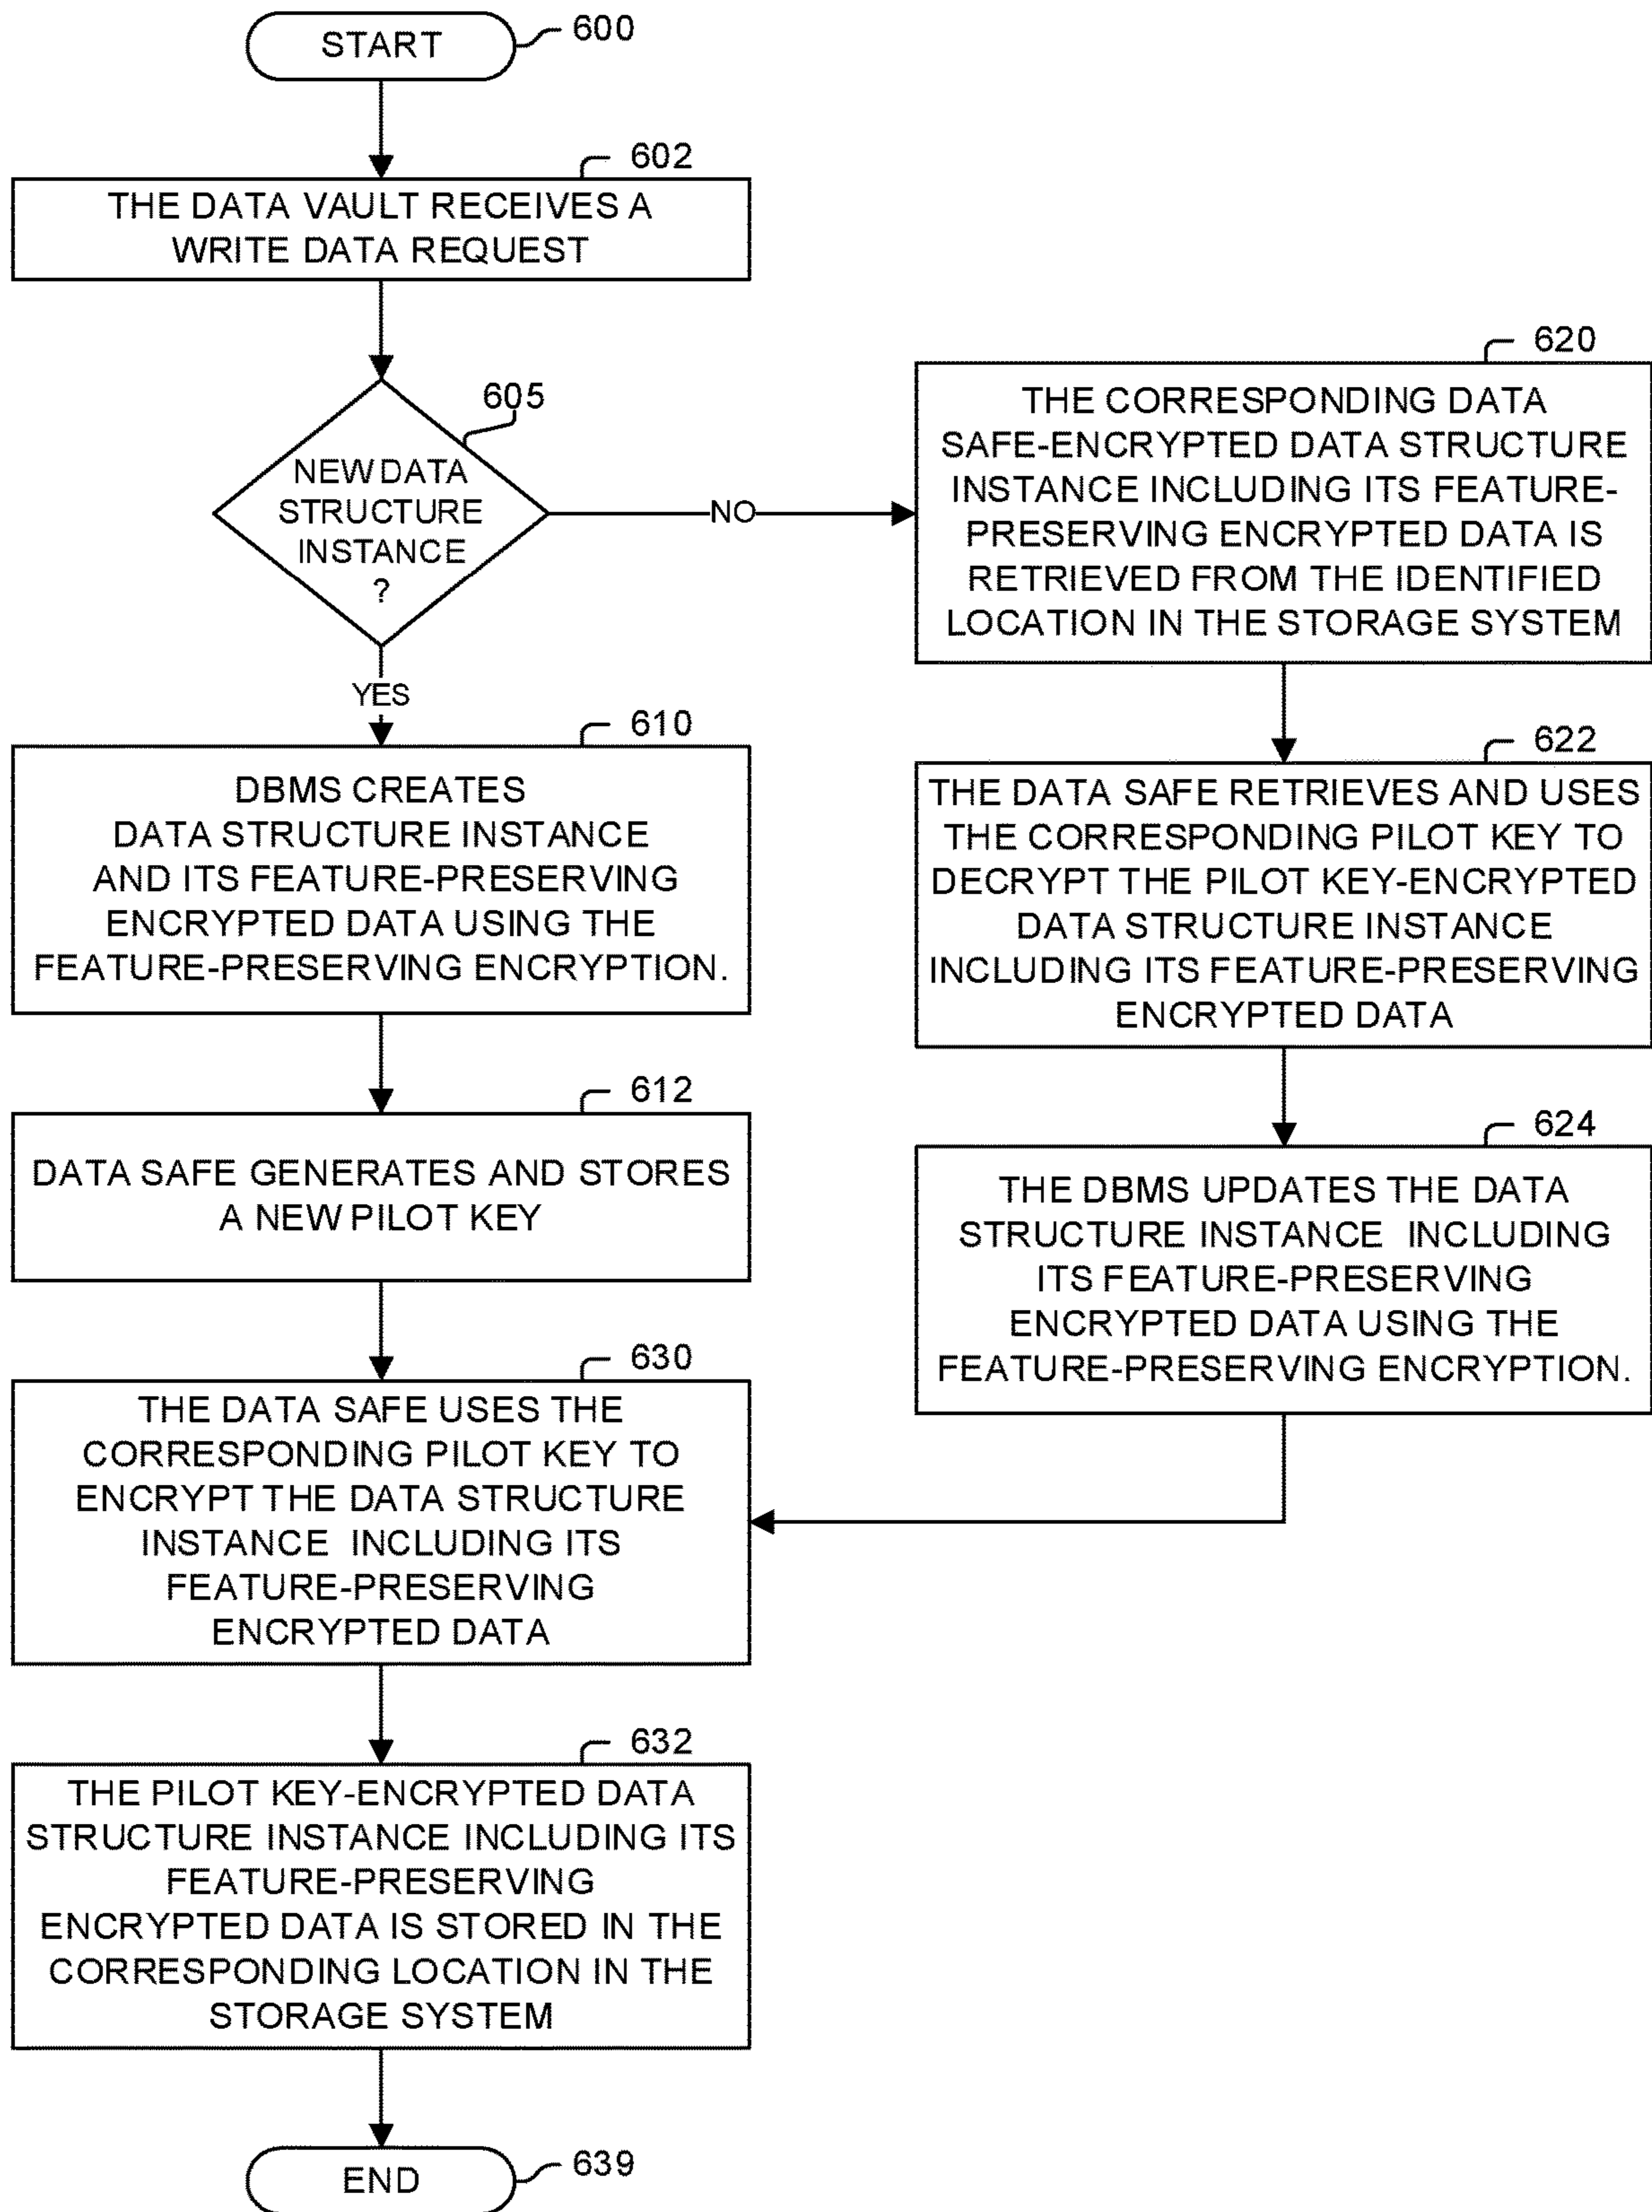 START
600
602
THE DATA VAULT RECEIVES A
WRITE DATA REQUEST
605
NEW DATA
STRUCTURE
INSTANCE
?
NO
YES
610
DBMS CREATES
DATA STRUCTURE INSTANCE
AND ITS FEATURE-PRESERVING
ENCRYPTED DATA USING THE
FEATURE-PRESERVING ENCRYPTION.
612
DATA SAFE GENERATES AND STORES
A NEW PILOT KEY
620
THE CORRESPONDING DATA
SAFE-ENCRYPTED DATA STRUCTURE
INSTANCE INCLUDING ITS FEATURE-
PRESERVING ENCRYPTED DATA IS
RETRIEVED FROM THE IDENTIFIED
LOCATION IN THE STORAGE SYSTEM
622
THE DATA SAFE RETRIEVES AND USES
THE CORRESPONDING PILOT KEY TO
DECRYPT THE PILOT KEY-ENCRYPTED
DATA STRUCTURE INSTANCE
INCLUDING ITS FEATURE-PRESERVING
ENCRYPTED DATA
624
THE DBMS UPDATES THE DATA
STRUCTURE INSTANCE INCLUDING
ITS FEATURE-PRESERVING
ENCRYPTED DATA USING THE
FEATURE-PRESERVING ENCRYPTION.
630
THE DATA SAFE USES THE
CORRESPONDING PILOT KEY TO
ENCRYPT THE DATA STRUCTURE
INSTANCE INCLUDING ITS
FEATURE-PRESERVING
ENCRYPTED DATA
632
THE PILOT KEY-ENCRYPTED DATA
STRUCTURE INSTANCE INCLUDING ITS
FEATURE-PRESERVING
ENCRYPTED DATA IS STORED IN THE
CORRESPONDING LOCATION IN THE
STORAGE SYSTEM
END
639